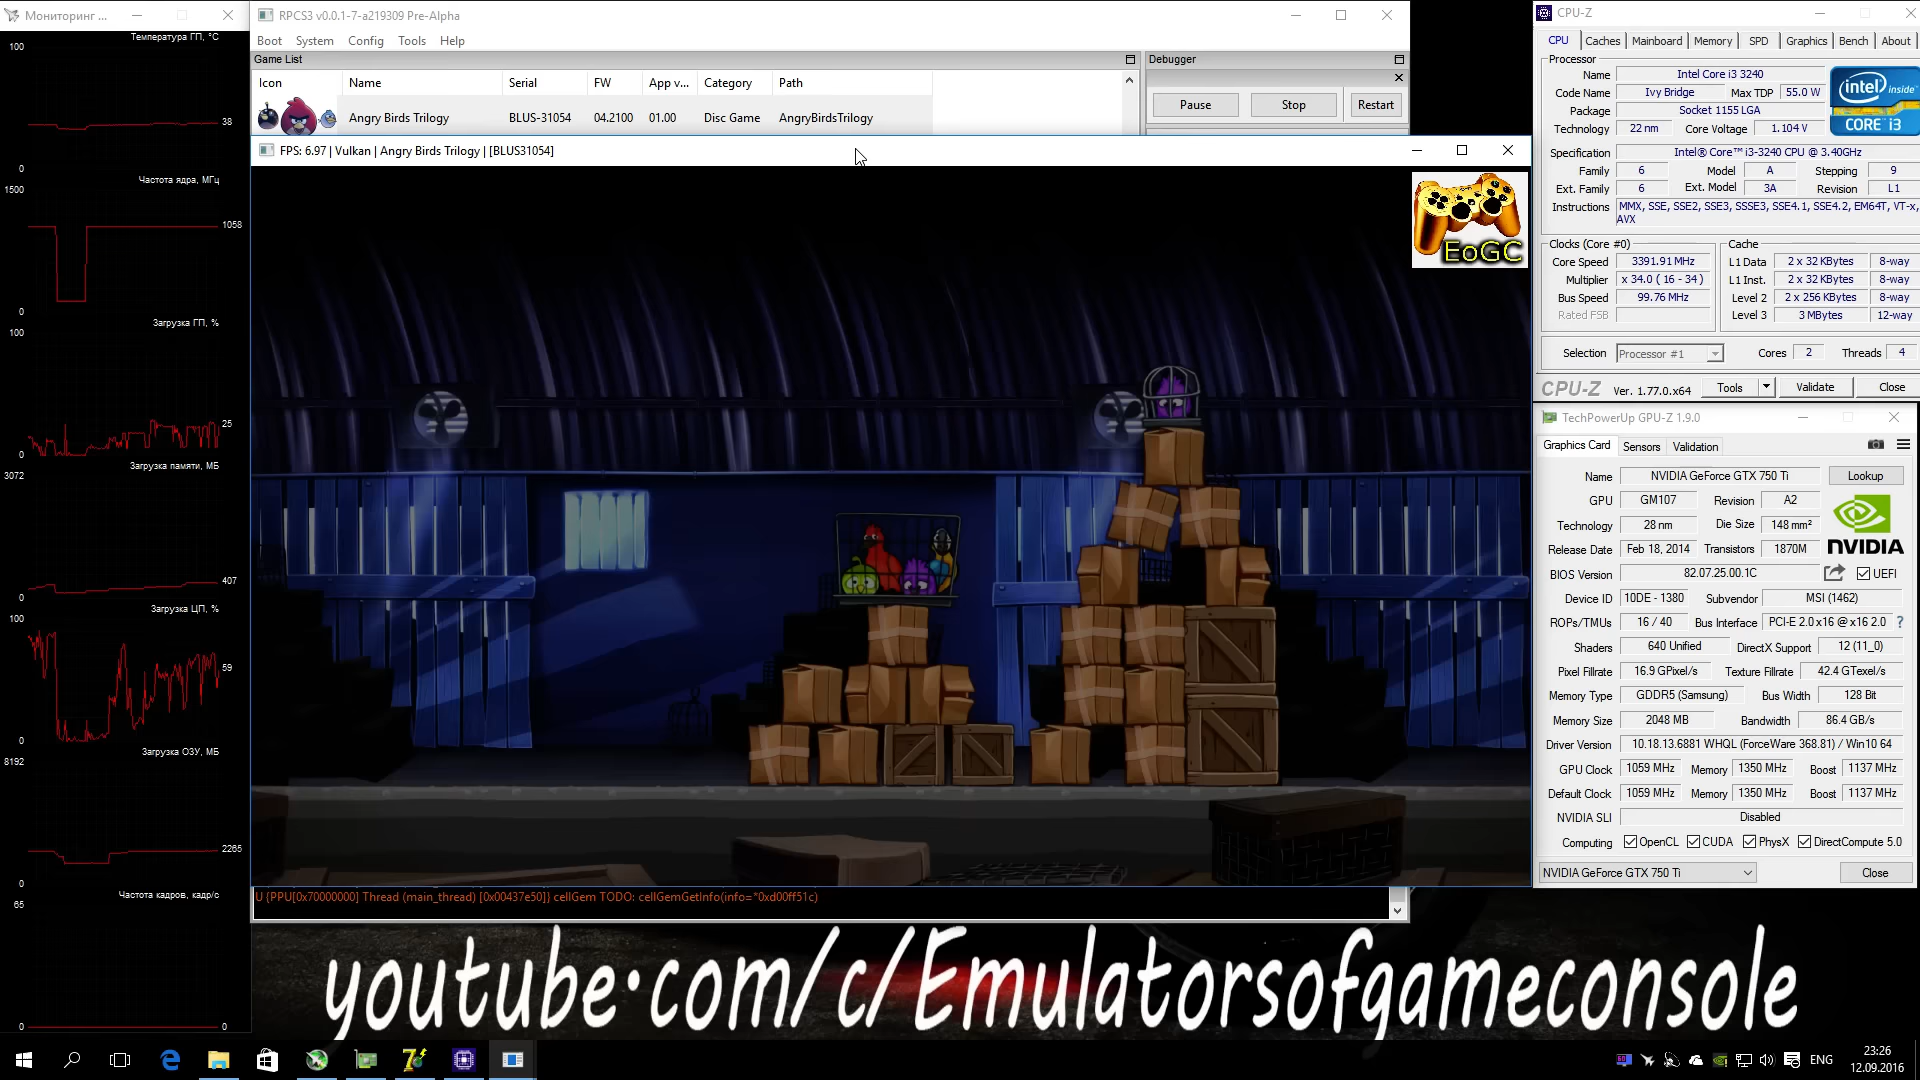 Мониторинг ...
Температура ГП, °C
100
38
0
Частота ядра, МГц
1500
1058
0
Загрузка ГП, %
100
25
0
Загрузка памяти, МБ
3072
407
0
Загрузка ЦП, %
100
59
0
Загрузка ОЗУ, МБ
8192
2265
0
Частота кадров, кадр/с
65
0
0
RPCS3 v0.0.1-7-a219309 Pre-Alpha
Boot System Config Tools Help
Game List
Icon Name Serial FW App v... Category Path
Angry Birds Trilogy BLUS-31054 04.2100 01.00 Disc Game AngryBirdsTrilogy
Debugger
Pause Stop Restart
FPS: 6.97 | Vulkan | Angry Birds Trilogy | [BLUS31054]
EoGC
U {PPU[0x70000000] Thread (main_thread) [0x00437e50]} cellGem TODO: cellGemGetInfo(info=*0xd00ff51c)
youtube.com/c/Emulatorsofgameconsole
CPU-Z
CPU Caches Mainboard Memory SPD Graphics Bench About
Processor
Name Intel Core i3 3240
Code Name Ivy Bridge Max TDP 55.0 W
Package Socket 1155 LGA
Technology 22 nm Core Voltage 1.104 V
intel inside
CORE i3
Specification Intel® Core™ i3-3240 CPU @ 3.40GHz
Family 6 Model A Stepping 9
Ext. Family 6 Ext. Model 3A Revision L1
Instructions MMX, SSE, SSE2, SSE3, SSSE3, SSE4.1, SSE4.2, EM64T, VT-x,
AVX
Clocks (Core #0)
Core Speed 3391.91 MHz
Multiplier x 34.0 ( 16 - 34 )
Bus Speed 99.76 MHz
Rated FSB
Cache
L1 Data 2 x 32 KBytes 8-way
L1 Inst. 2 x 32 KBytes 8-way
Level 2 2 x 256 KBytes 8-way
Level 3 3 MBytes 12-way
Selection Processor #1 Cores 2 Threads 4
CPU-Z Ver. 1.77.0.x64 Tools Validate Close
TechPowerUp GPU-Z 1.9.0
Graphics Card Sensors Validation
Name NVIDIA GeForce GTX 750 Ti Lookup
GPU GM107 Revision A2
Technology 28 nm Die Size 148 mm²
Release Date Feb 18, 2014 Transistors 1870M
NVIDIA
BIOS Version 82.07.25.00.1C UEFI
Device ID 10DE - 1380 Subvendor MSI (1462)
ROPs/TMUs 16 / 40 Bus Interface PCI-E 2.0 x16 @ x16 2.0 ?
Shaders 640 Unified DirectX Support 12 (11_0)
Pixel Fillrate 16.9 GPixel/s Texture Fillrate 42.4 GTexel/s
Memory Type GDDR5 (Samsung) Bus Width 128 Bit
Memory Size 2048 MB Bandwidth 86.4 GB/s
Driver Version 10.18.13.6881 WHQL (ForceWare 368.81) / Win10 64
GPU Clock 1059 MHz Memory 1350 MHz Boost 1137 MHz
Default Clock 1059 MHz Memory 1350 MHz Boost 1137 MHz
NVIDIA SLI Disabled
Computing OpenCL CUDA PhysX DirectCompute 5.0
NVIDIA GeForce GTX 750 Ti Close
ENG
23:26
12.09.2016